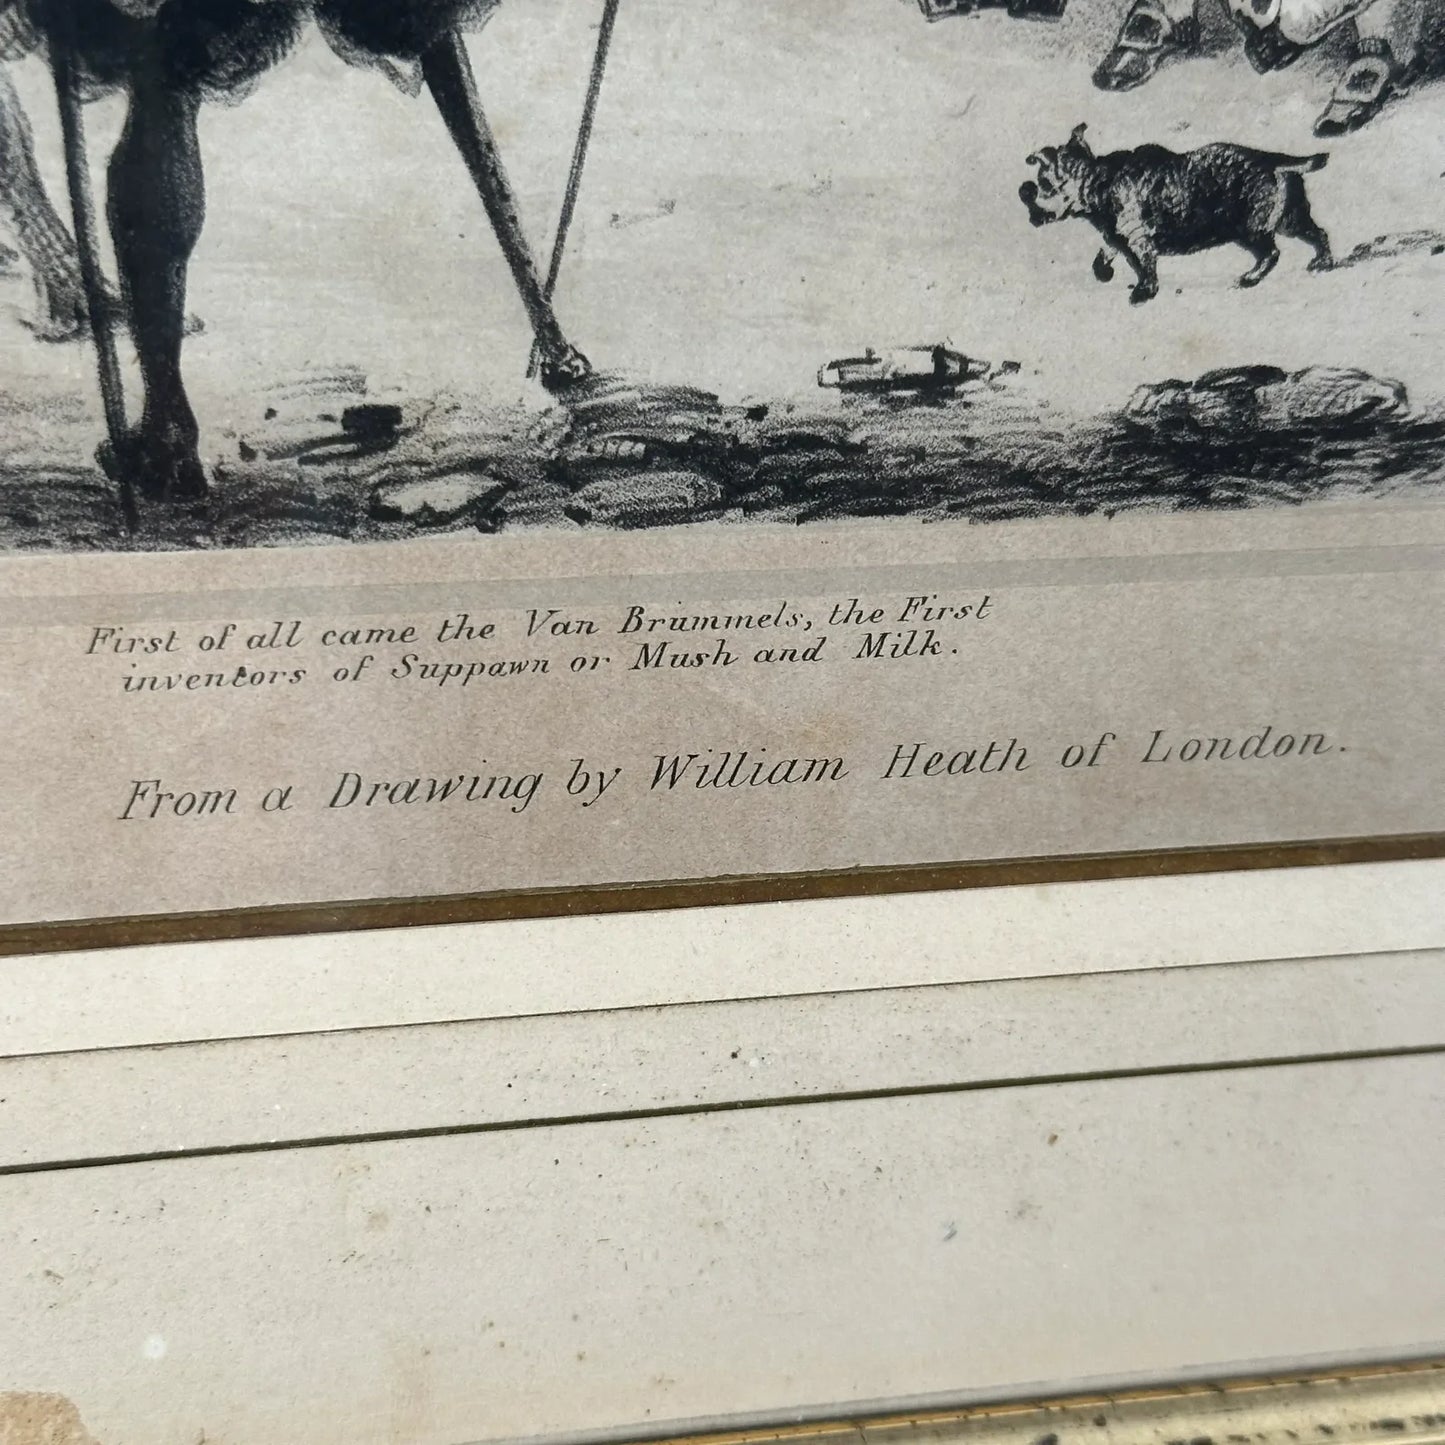 First of all came the Van Brummels, the First
inventors of Suppawn or Mush and Milk.
From a Drawing by William Heath of London.